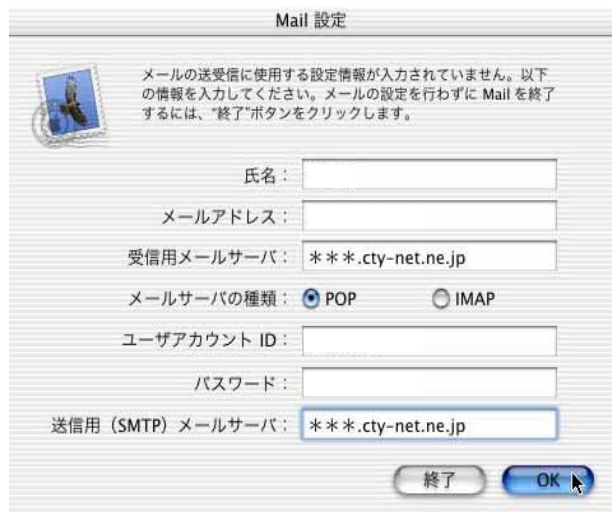 Mail 設定
メールの送受信に使用する設定情報が入力されていません。以下
の情報を入力してください。メールの設定を行わずに Mail を終了
するには、“終了”ボタンをクリックします。
氏名：
メールアドレス：
受信用メールサーバ： ＊＊＊.cty-net.ne.jp
メールサーバの種類： POP IMAP
ユーザアカウント ID：
パスワード：
送信用（SMTP）メールサーバ： ＊＊＊.cty-net.ne.jp
終了 OK